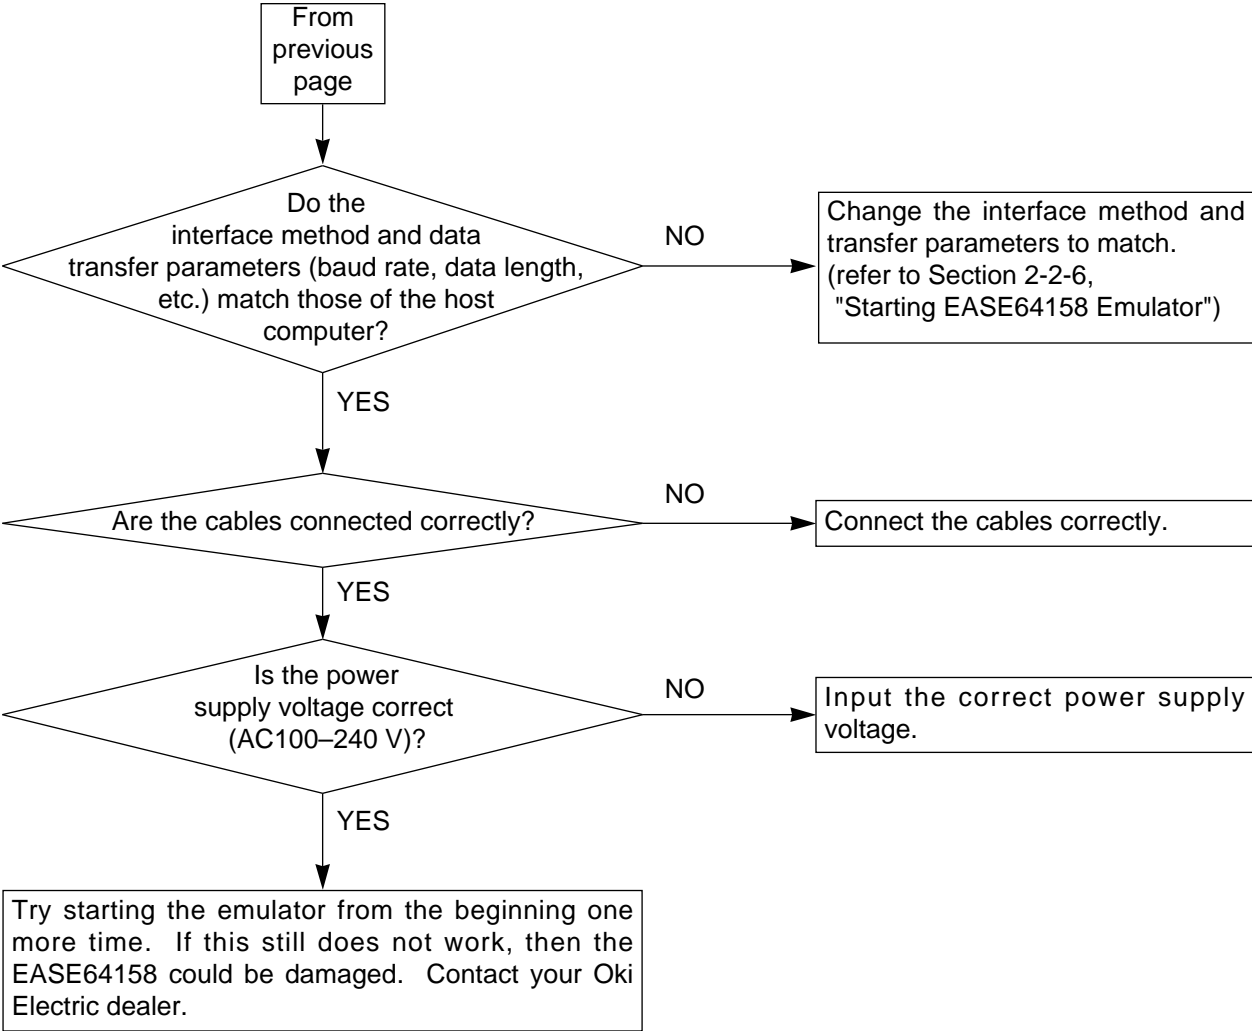 From
previous
page
Do the
interface method and data
transfer parameters (baud rate, data length,
etc.) match those of the host
computer?
NO
Change the interface method and
transfer parameters to match.
(refer to Section 2-2-6,
"Starting EASE64158 Emulator")
YES
Are the cables connected correctly?
NO
Connect the cables correctly.
YES
Is the power
supply voltage correct
(AC100–240 V)?
NO
Input the correct power supply
voltage.
YES
Try starting the emulator from the beginning one
more time. If this still does not work, then the
EASE64158 could be damaged. Contact your Oki
Electric dealer.